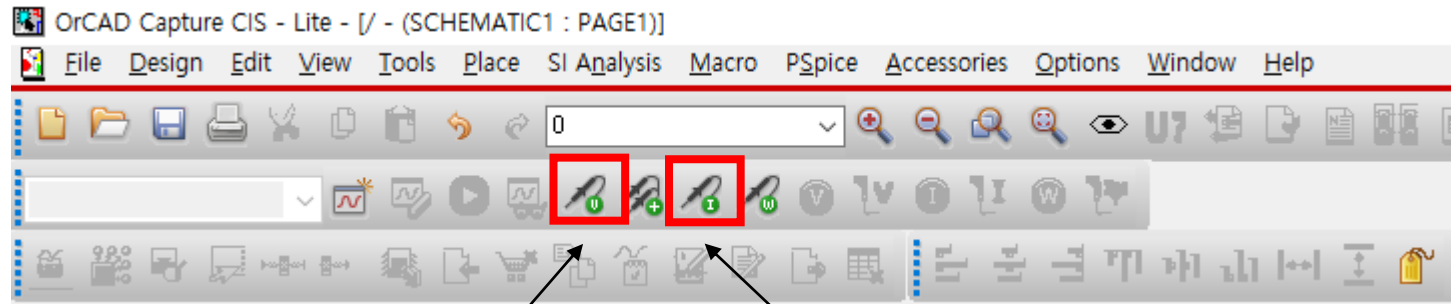 OrCAD Capture CIS - Lite - [/ - (SCHEMATIC1 : PAGE1)]
File Design Edit View Tools Place SI Analysis Macro PSpice Accessories Options Window Help
0 U?
V I W V V I I W